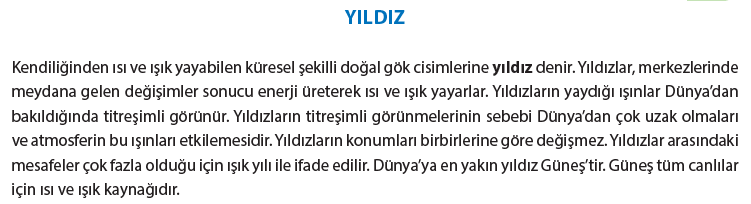 YILDIZ
Kendiliğinden ısı ve ışık yayabilen küresel şekilli doğal gök cisimlerine yıldız denir. Yıldızlar, merkezlerinde
meydana gelen değişimler sonucu enerji üreterek ısı ve ışık yayarlar. Yıldızların yaydığı ışınlar Dünya’dan
bakıldığında titreşimli görünür. Yıldızların titreşimli görünmelerinin sebebi Dünya’dan çok uzak olmaları
ve atmosferin bu ışınları etkilemesidir. Yıldızların konumları birbirlerine göre değişmez. Yıldızlar arasındaki
mesafeler çok fazla olduğu için ışık yılı ile ifade edilir. Dünya’ya en yakın yıldız Güneş’tir. Güneş tüm canlılar
için ısı ve ışık kaynağıdır.